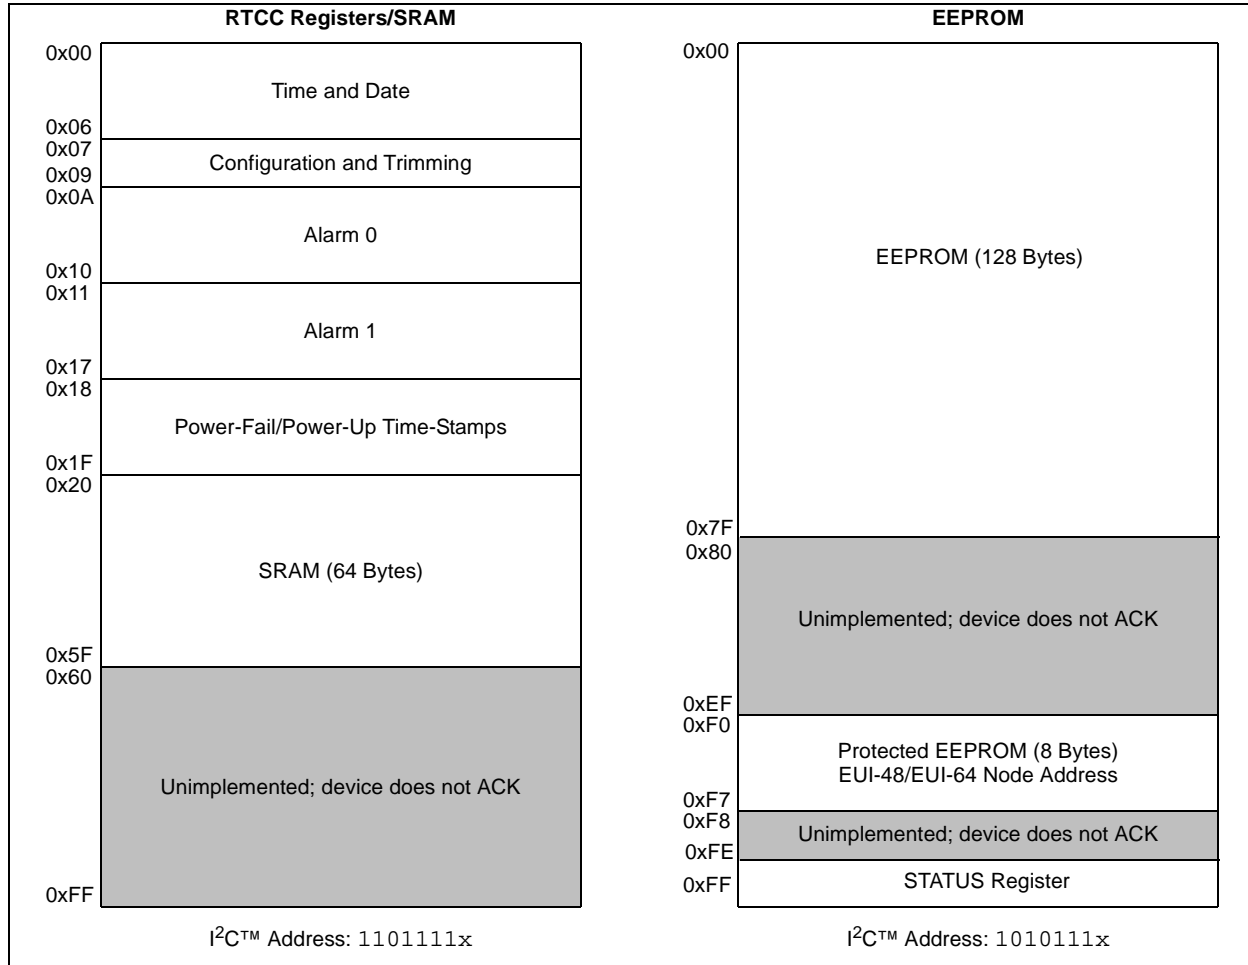 RTCC Registers/SRAM
0x00
Time and Date
0x06
0x07
Configuration and Trimming
0x09
0x0A
Alarm 0
0x10
0x11
Alarm 1
0x17
0x18
Power-Fail/Power-Up Time-Stamps
0x1F
0x20
SRAM (64 Bytes)
0x5F
0x60
Unimplemented; device does not ACK
0xFF
I²C™ Address: 1101111x
EEPROM
0x00
EEPROM (128 Bytes)
0x7F
0x80
Unimplemented; device does not ACK
0xEF
0xF0
Protected EEPROM (8 Bytes)
EUI-48/EUI-64 Node Address
0xF7
0xF8
Unimplemented; device does not ACK
0xFE
0xFF
STATUS Register
I²C™ Address: 1010111x